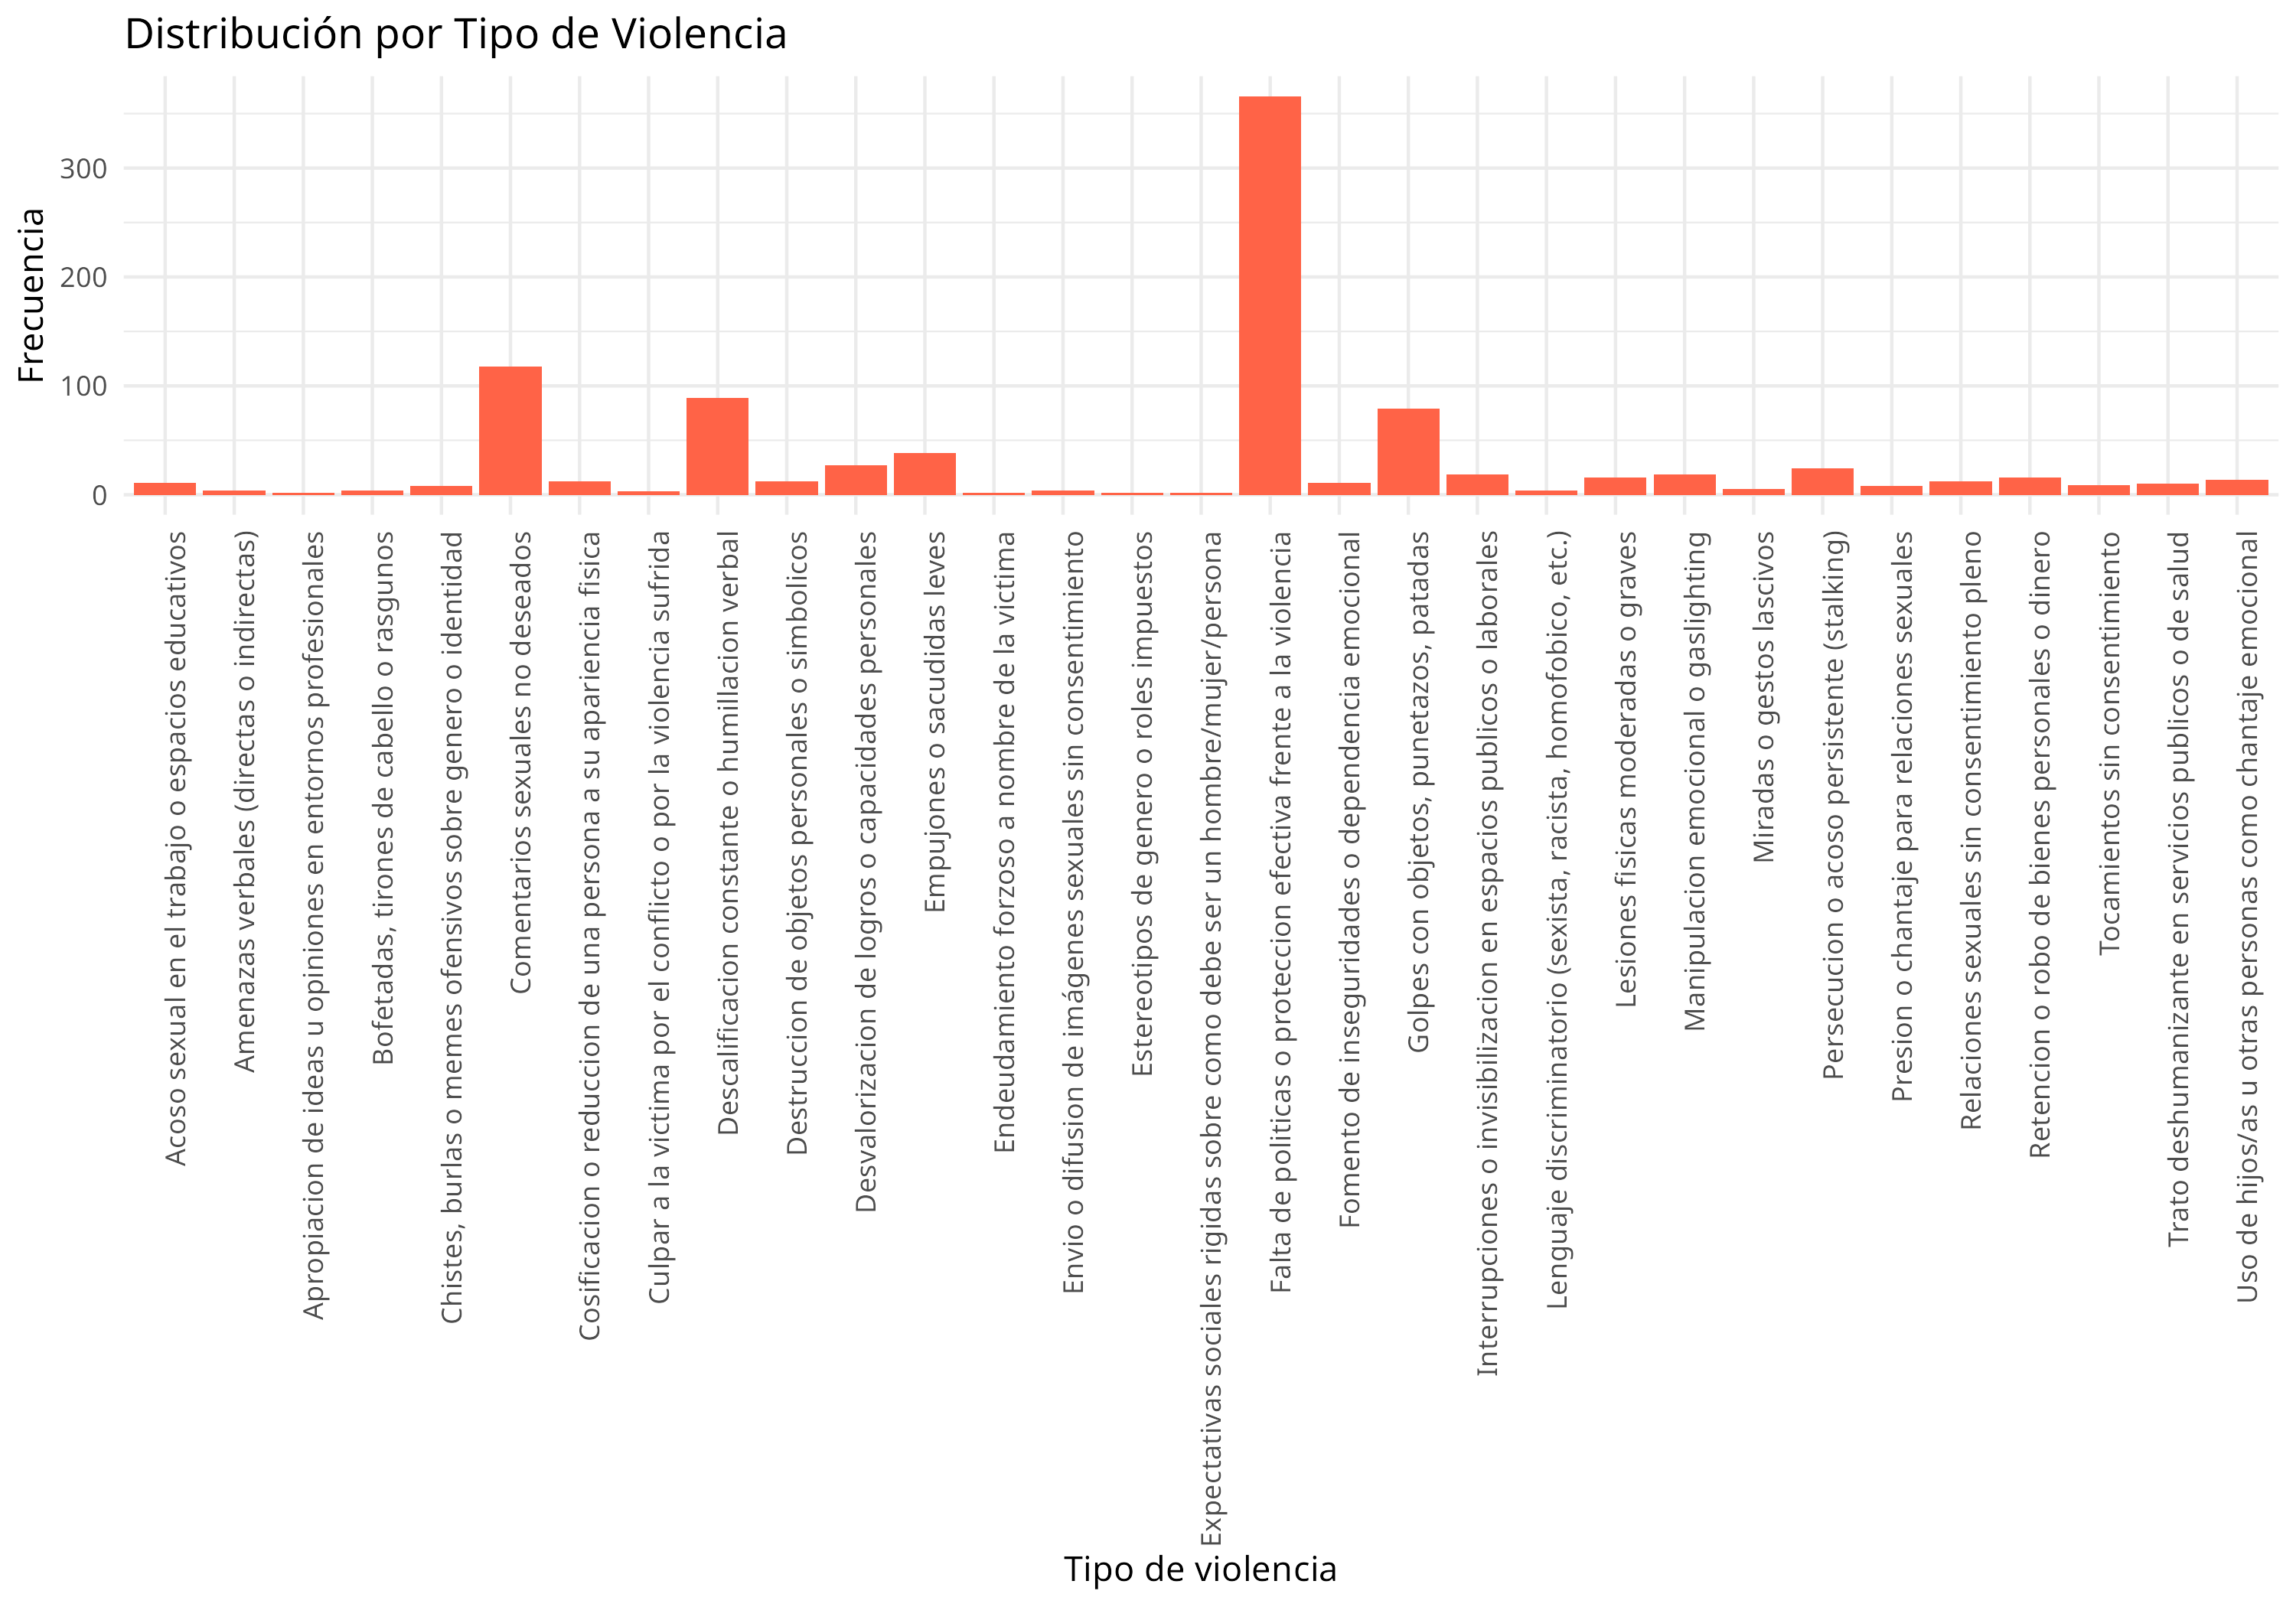 Distribución por Tipo de Violencia
Frecuencia
300
200
100
0
Acoso sexual en el trabajo o espacios educativos
Amenazas verbales (directas o indirectas)
Apropiacion de ideas u opiniones en entornos profesionales
Bofetadas, tirones de cabello o rasgunos
Chistes, burlas o memes ofensivos sobre genero o identidad
Comentarios sexuales no deseados
Cosificacion o reduccion de una persona a su apariencia fisica
Culpar a la victima por el conflicto o por la violencia sufrida
Descalificacion constante o humillacion verbal
Destruccion de objetos personales o simbolicos
Desvalorizacion de logros o capacidades personales
Empujones o sacudidas leves
Endeudamiento forzoso a nombre de la victima
Envio o difusion de imágenes sexuales sin consentimiento
Estereotipos de genero o roles impuestos
Expectativas sociales rigidas sobre como debe ser un hombre/mujer/persona
Falta de politicas o proteccion efectiva frente a la violencia
Fomento de inseguridades o dependencia emocional
Golpes con objetos, punetazos, patadas
Interrupciones o invisibilizacion en espacios publicos o laborales
Lenguaje discriminatorio (sexista, racista, homofobico, etc.)
Lesiones fisicas moderadas o graves
Manipulacion emocional o gaslighting
Miradas o gestos lascivos
Persecucion o acoso persistente (stalking)
Presion o chantaje para relaciones sexuales
Relaciones sexuales sin consentimiento pleno
Retencion o robo de bienes personales o dinero
Tocamientos sin consentimiento
Trato deshumanizante en servicios publicos o de salud
Uso de hijos/as u otras personas como chantaje emocional
Tipo de violencia